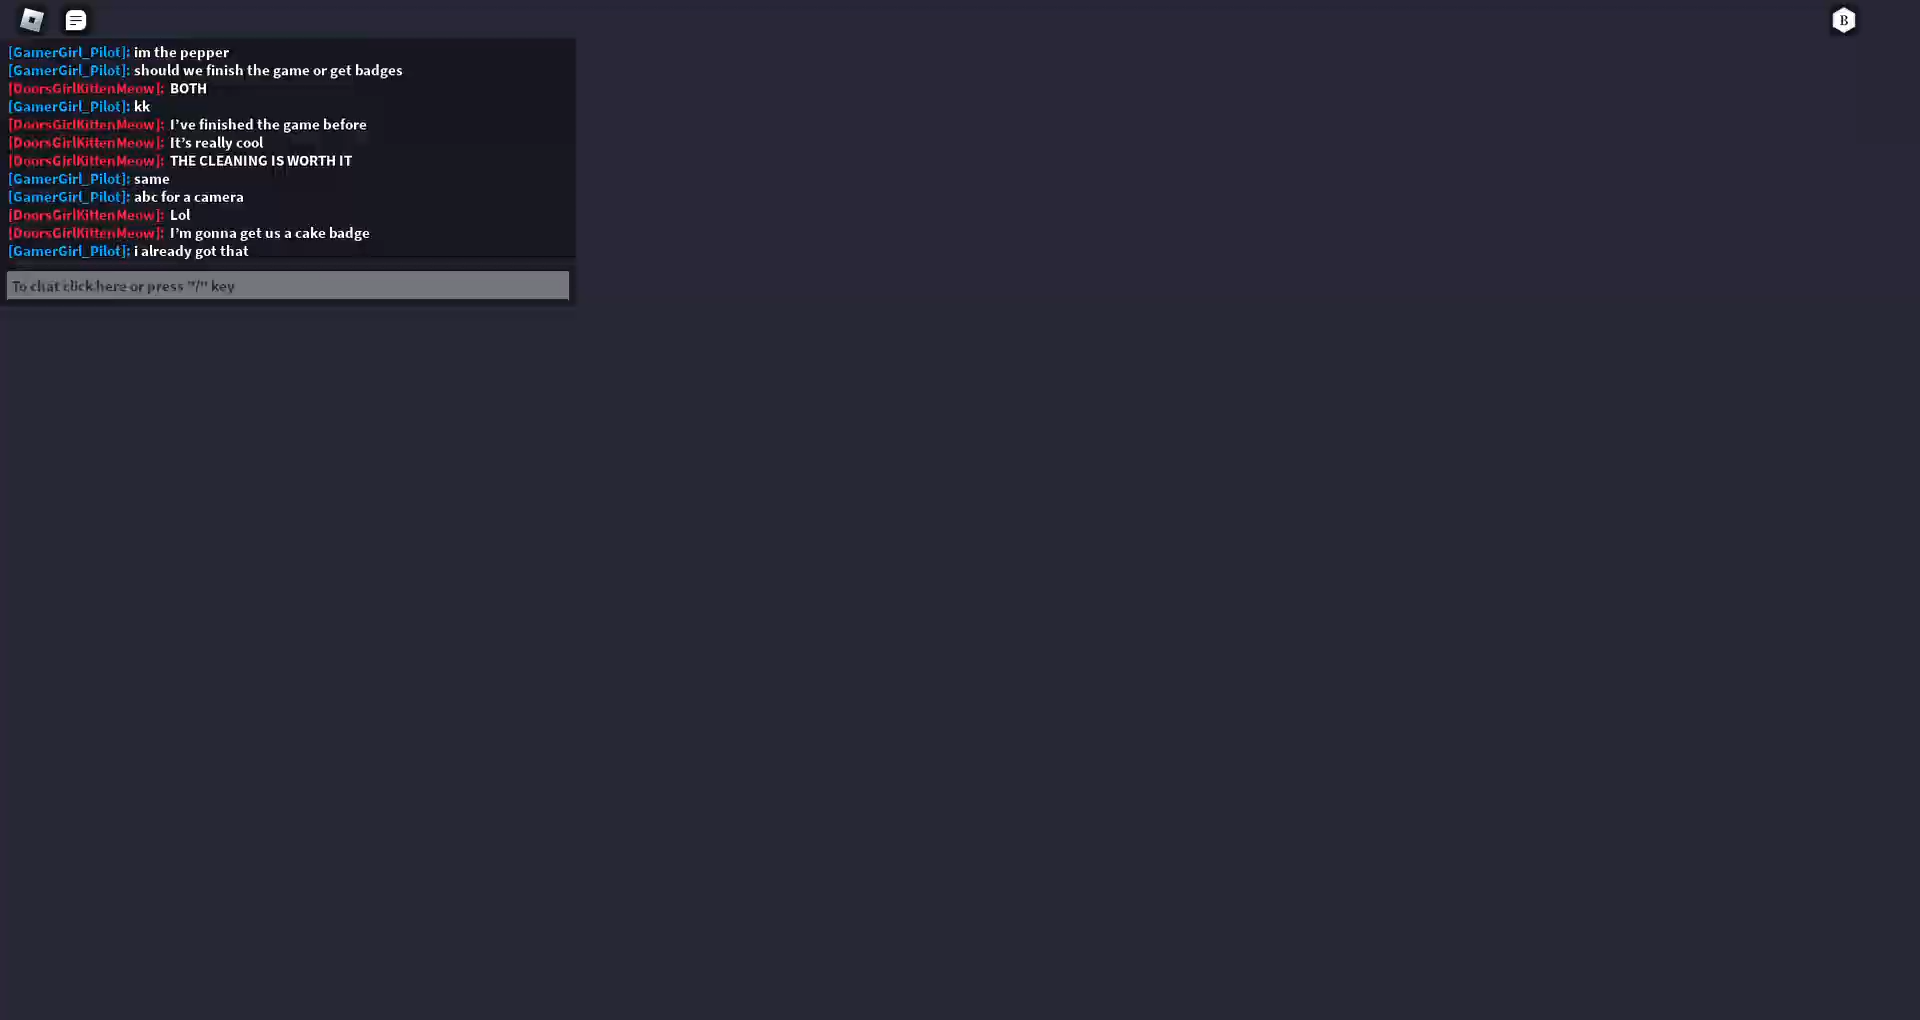 B
[GamerGirl_Pilot]: im the pepper
[GamerGirl_Pilot]: should we finish the game or get badges
[DoorsGirlKittenMeow]: BOTH
[GamerGirl_Pilot]: kk
[DoorsGirlKittenMeow]: I’ve finished the game before
[DoorsGirlKittenMeow]: It’s really cool
[DoorsGirlKittenMeow]: THE CLEANING IS WORTH IT
[GamerGirl_Pilot]: same
[GamerGirl_Pilot]: abc for a camera
[DoorsGirlKittenMeow]: Lol
[DoorsGirlKittenMeow]: I’m gonna get us a cake badge
[GamerGirl_Pilot]: i already got that
To chat click here or press "/" key